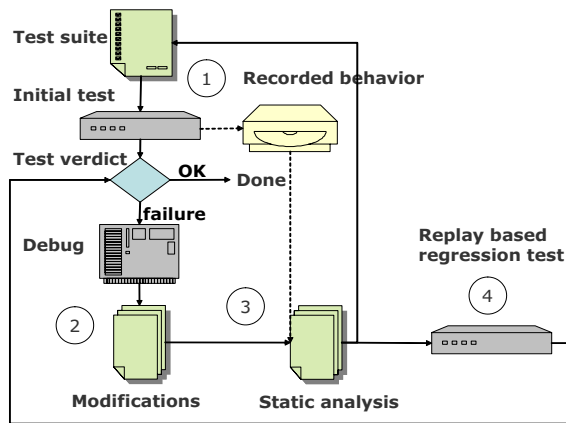 Test suite
1
Recorded behavior
Initial test
Test verdict
OK
Done
failure
Debug
Replay based
regression test
2
3
4
Modifications
Static analysis